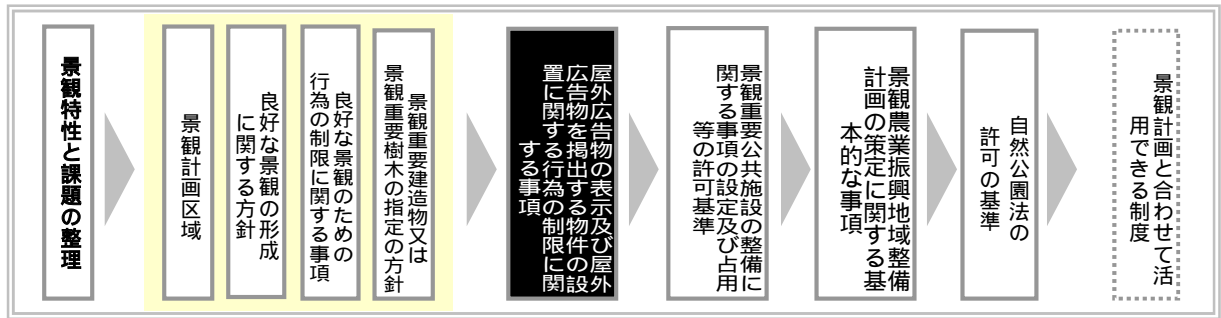 景観特性と課題の整理
景観計画区域
良好な景観の形成
に関する方針
良好な景観のための
行為の制限に関する事項
景観重要建造物又は
景観重要樹木の指定の方針
屋外広告物の表示及び屋外
広告物を掲出する物件の設
置に関する行為の制限に関
する事項
景観重要公共施設の整備に
関する事項の設定及び占用
等の許可基準
景観農業振興地域整備
計画の策定に関する基
本的な事項
自然公園法の
許可の基準
景観計画と合わせて活
用できる制度